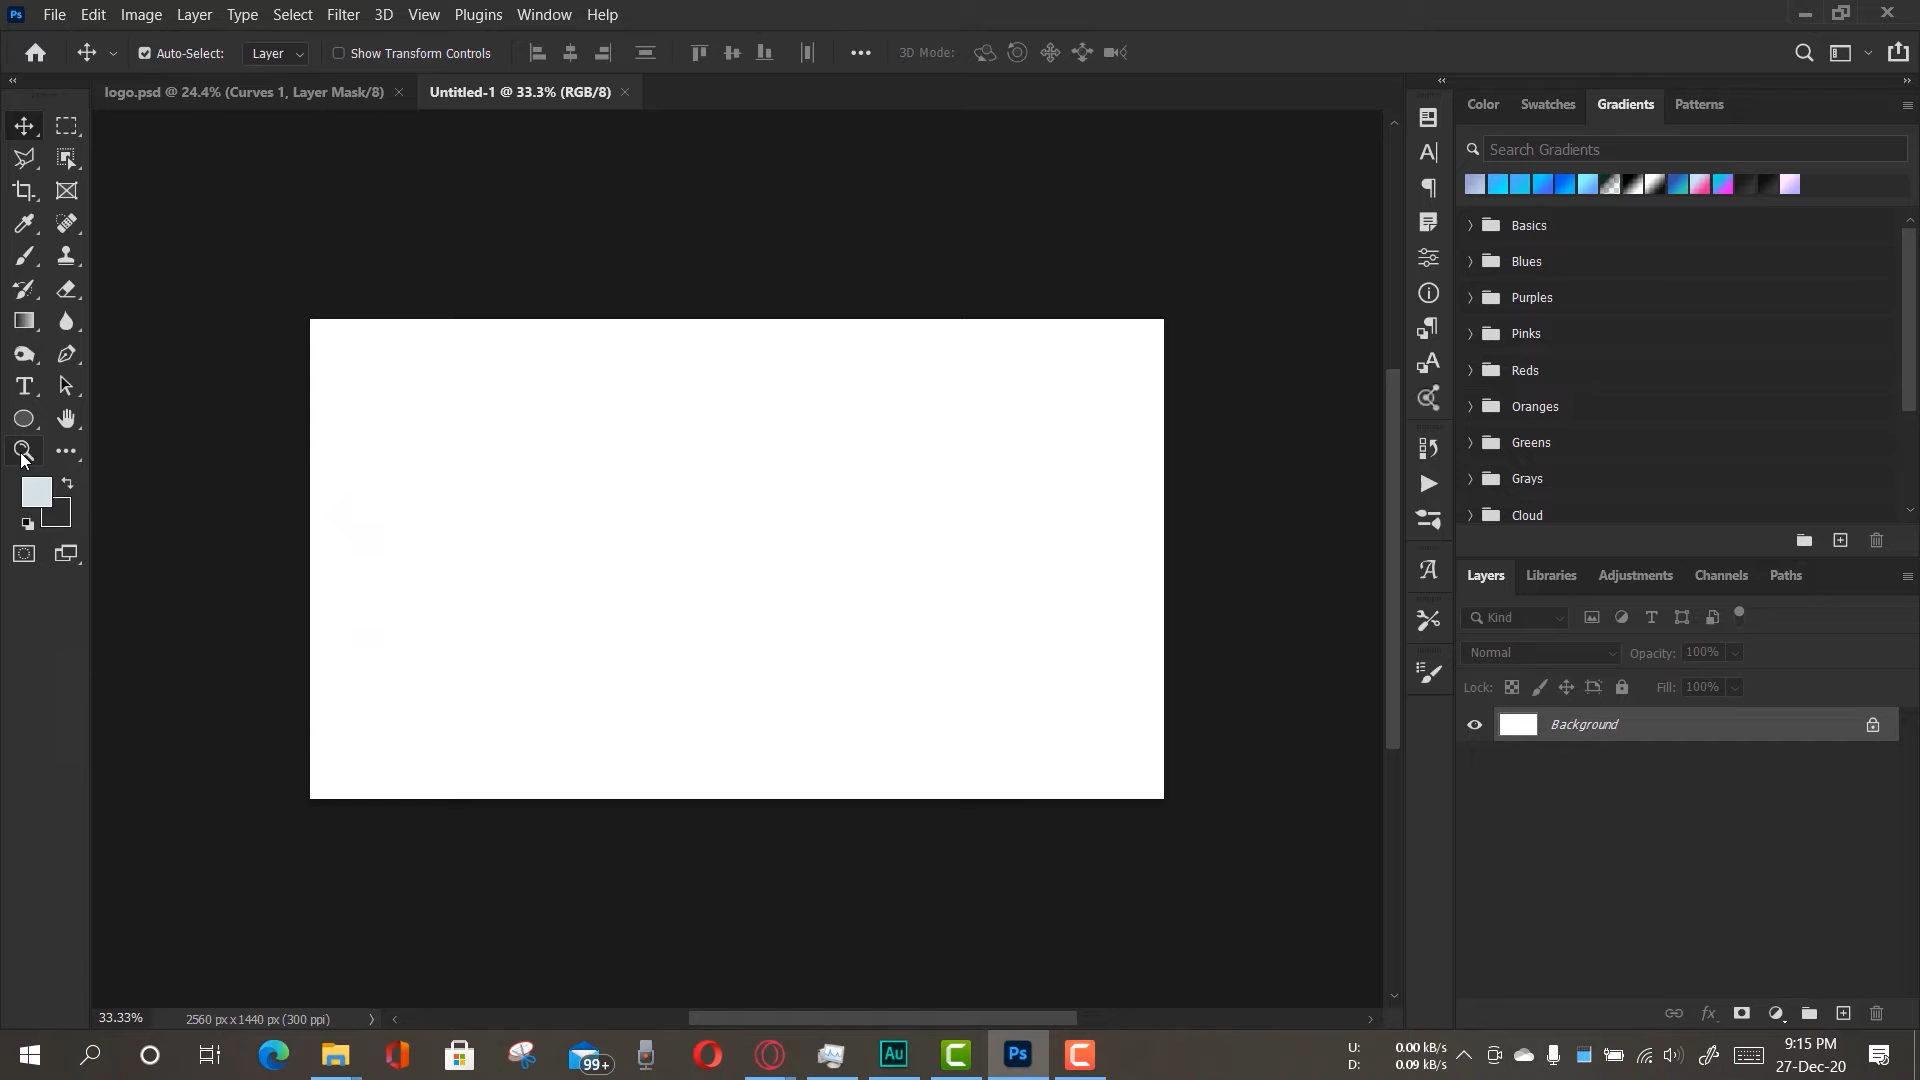 Ps File Edit Image Layer Type Select Filter 3D View Plugins Window Help
Auto-Select: Layer Show Transform Controls 3D Mode:
logo.psd @ 24.4% (Curves 1, Layer Mask/8) Untitled-1 @ 33.3% (RGB/8)
Color Swatches Gradients Patterns
Search Gradients
Basics
Blues
Purples
Pinks
Reds
Oranges
Greens
Grays
Cloud
Layers Libraries Adjustments Channels Paths
Kind
Normal Opacity: 100%
Lock: Fill: 100%
Background
33.33% 2560 px x 1440 px (300 ppi)
99+ Au Ps
U: 0.00 kB/s
D: 0.09 kB/s
9:15 PM
27-Dec-20